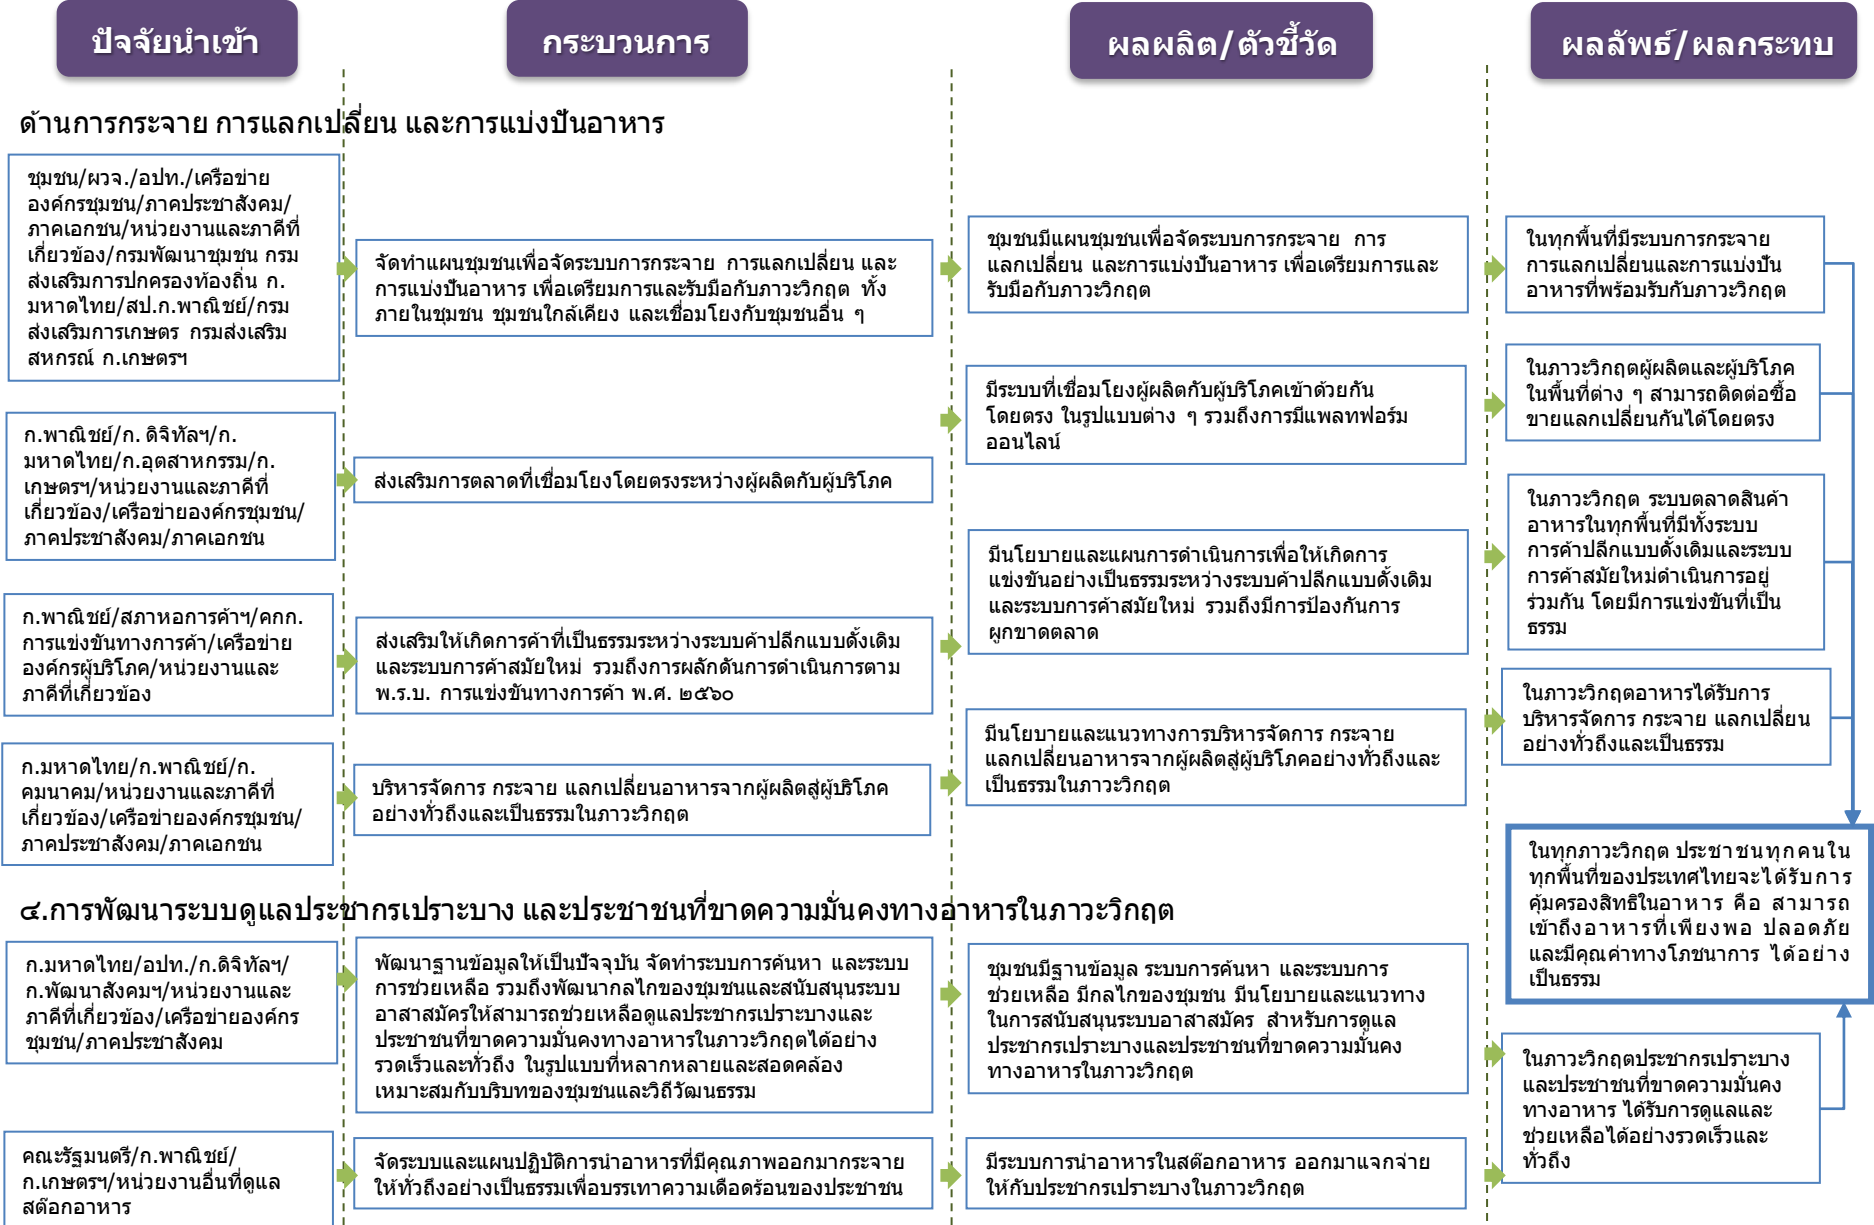 ปัจจัยนำเข้า
กระบวนการ
ผลผลิต/ตัวชี้วัด
ผลลัพธ์/ผลกระทบ
ด้านการกระจาย การแลกเปลี่ยน และการแบ่งปันอาหาร
ชุมชน/ผวจ./อปท./เครือข่าย
องค์กรชุมชน/ภาคประชาสังคม/
ภาคเอกชน/หน่วยงานและภาคีที่
เกี่ยวข้อง/กรมพัฒนาชุมชน กรม
ส่งเสริมการปกครองท้องถิ่น ก.
มหาดไทย/สป.ก.พาณิชย์/กรม
ส่งเสริมการเกษตร กรมส่งเสริม
สหกรณ์ ก.เกษตรฯ
จัดทำแผนชุมชนเพื่อจัดระบบการกระจาย การแลกเปลี่ยน และ
การแบ่งปันอาหาร เพื่อเตรียมการและรับมือกับภาวะวิกฤต ทั้ง
ภายในชุมชน ชุมชนใกล้เคียง และเชื่อมโยงกับชุมชนอื่น ๆ
ชุมชนมีแผนชุมชนเพื่อจัดระบบการกระจาย การ
แลกเปลี่ยน และการแบ่งปันอาหาร เพื่อเตรียมการและ
รับมือกับภาวะวิกฤต
ในทุกพื้นที่มีระบบการกระจาย
การแลกเปลี่ยนและการแบ่งปัน
อาหารที่พร้อมรับกับภาวะวิกฤต
ก.พาณิชย์/ก. ดิจิทัลฯ/ก.
มหาดไทย/ก.อุตสาหกรรม/ก.
เกษตรฯ/หน่วยงานและภาคีที่
เกี่ยวข้อง/เครือข่ายองค์กรชุมชน/
ภาคประชาสังคม/ภาคเอกชน
ส่งเสริมการตลาดที่เชื่อมโยงโดยตรงระหว่างผู้ผลิตกับผู้บริโภค
มีระบบที่เชื่อมโยงผู้ผลิตกับผู้บริโภคเข้าด้วยกัน
โดยตรง ในรูปแบบต่าง ๆ รวมถึงการมีแพลทฟอร์ม
ออนไลน์
ในภาวะวิกฤตผู้ผลิตและผู้บริโภค
ในพื้นที่ต่าง ๆ สามารถติดต่อซื้อ
ขายแลกเปลี่ยนกันได้โดยตรง
ก.พาณิชย์/สภาหอการค้าฯ/คกก.
การแข่งขันทางการค้า/เครือข่าย
องค์กรผู้บริโภค/หน่วยงานและ
ภาคีที่เกี่ยวข้อง
ส่งเสริมให้เกิดการค้าที่เป็นธรรมระหว่างระบบค้าปลีกแบบดั้งเดิม
และระบบการค้าสมัยใหม่ รวมถึงการผลักดันการดำเนินการตาม
พ.ร.บ. การแข่งขันทางการค้า พ.ศ. ๒๕๖๐
มีนโยบายและแผนการดำเนินการเพื่อให้เกิดการ
แข่งขันอย่างเป็นธรรมระหว่างระบบค้าปลีกแบบดั้งเดิม
และระบบการค้าสมัยใหม่ รวมถึงมีการป้องกันการ
ผูกขาดตลาด
ในภาวะวิกฤต ระบบตลาดสินค้า
อาหารในทุกพื้นที่มีทั้งระบบ
การค้าปลีกแบบดั้งเดิมและระบบ
การค้าสมัยใหม่ดำเนินการอยู่
ร่วมกัน โดยมีการแข่งขันที่เป็น
ธรรม
ก.มหาดไทย/ก.พาณิชย์/ก.
คมนาคม/หน่วยงานและภาคีที่
เกี่ยวข้อง/เครือข่ายองค์กรชุมชน/
ภาคประชาสังคม/ภาคเอกชน
บริหารจัดการ กระจาย แลกเปลี่ยนอาหารจากผู้ผลิตสู่ผู้บริโภค
อย่างทั่วถึงและเป็นธรรมในภาวะวิกฤต
มีนโยบายและแนวทางการบริหารจัดการ กระจาย
แลกเปลี่ยนอาหารจากผู้ผลิตสู่ผู้บริโภคอย่างทั่วถึงและ
เป็นธรรมในภาวะวิกฤต
ในภาวะวิกฤตอาหารได้รับการ
บริหารจัดการ กระจาย แลกเปลี่ยน
อย่างทั่วถึงและเป็นธรรม
ในทุกภาวะวิกฤต ประชาชนทุกคนใน
ทุกพื้นที่ของประเทศไทยจะได้รับการ
คุ้มครองสิทธิในอาหาร คือ สามารถ
เข้าถึงอาหารที่เพียงพอ ปลอดภัย
และมีคุณค่าทางโภชนาการ ได้อย่าง
เป็นธรรม
๔.การพัฒนาระบบดูแลประชากรเปราะบาง และประชาชนที่ขาดความมั่นคงทางอาหารในภาวะวิกฤต
ก.มหาดไทย/อปท./ก.ดิจิทัลฯ/
ก.พัฒนาสังคมฯ/หน่วยงานและ
ภาคีที่เกี่ยวข้อง/เครือข่ายองค์กร
ชุมชน/ภาคประชาสังคม
พัฒนาฐานข้อมูลให้เป็นปัจจุบัน จัดทำระบบการค้นหา และระบบ
การช่วยเหลือ รวมถึงพัฒนากลไกของชุมชนและสนับสนุนระบบ
อาสาสมัครให้สามารถช่วยเหลือดูแลประชากรเปราะบางและ
ประชาชนที่ขาดความมั่นคงทางอาหารในภาวะวิกฤตได้อย่าง
รวดเร็วและทั่วถึง ในรูปแบบที่หลากหลายและสอดคล้อง
เหมาะสมกับบริบทของชุมชนและวิถีวัฒนธรรม
ชุมชนมีฐานข้อมูล ระบบการค้นหา และระบบการ
ช่วยเหลือ มีกลไกของชุมชน มีนโยบายและแนวทาง
ในการสนับสนุนระบบอาสาสมัคร สำหรับการดูแล
ประชากรเปราะบางและประชาชนที่ขาดความมั่นคง
ทางอาหารในภาวะวิกฤต
ในภาวะวิกฤตประชากรเปราะบาง
และประชาชนที่ขาดความมั่นคง
ทางอาหาร ได้รับการดูแลและ
ช่วยเหลือได้อย่างรวดเร็วและ
ทั่วถึง
คณะรัฐมนตรี/ก.พาณิชย์/
ก.เกษตรฯ/หน่วยงานอื่นที่ดูแล
สต๊อกอาหาร
จัดระบบและแผนปฏิบัติการนำอาหารที่มีคุณภาพออกมากระจาย
ให้ทั่วถึงอย่างเป็นธรรมเพื่อบรรเทาความเดือดร้อนของประชาชน
มีระบบการนำอาหารในสต๊อกอาหาร ออกมาแจกจ่าย
ให้กับประชากรเปราะบางในภาวะวิกฤต